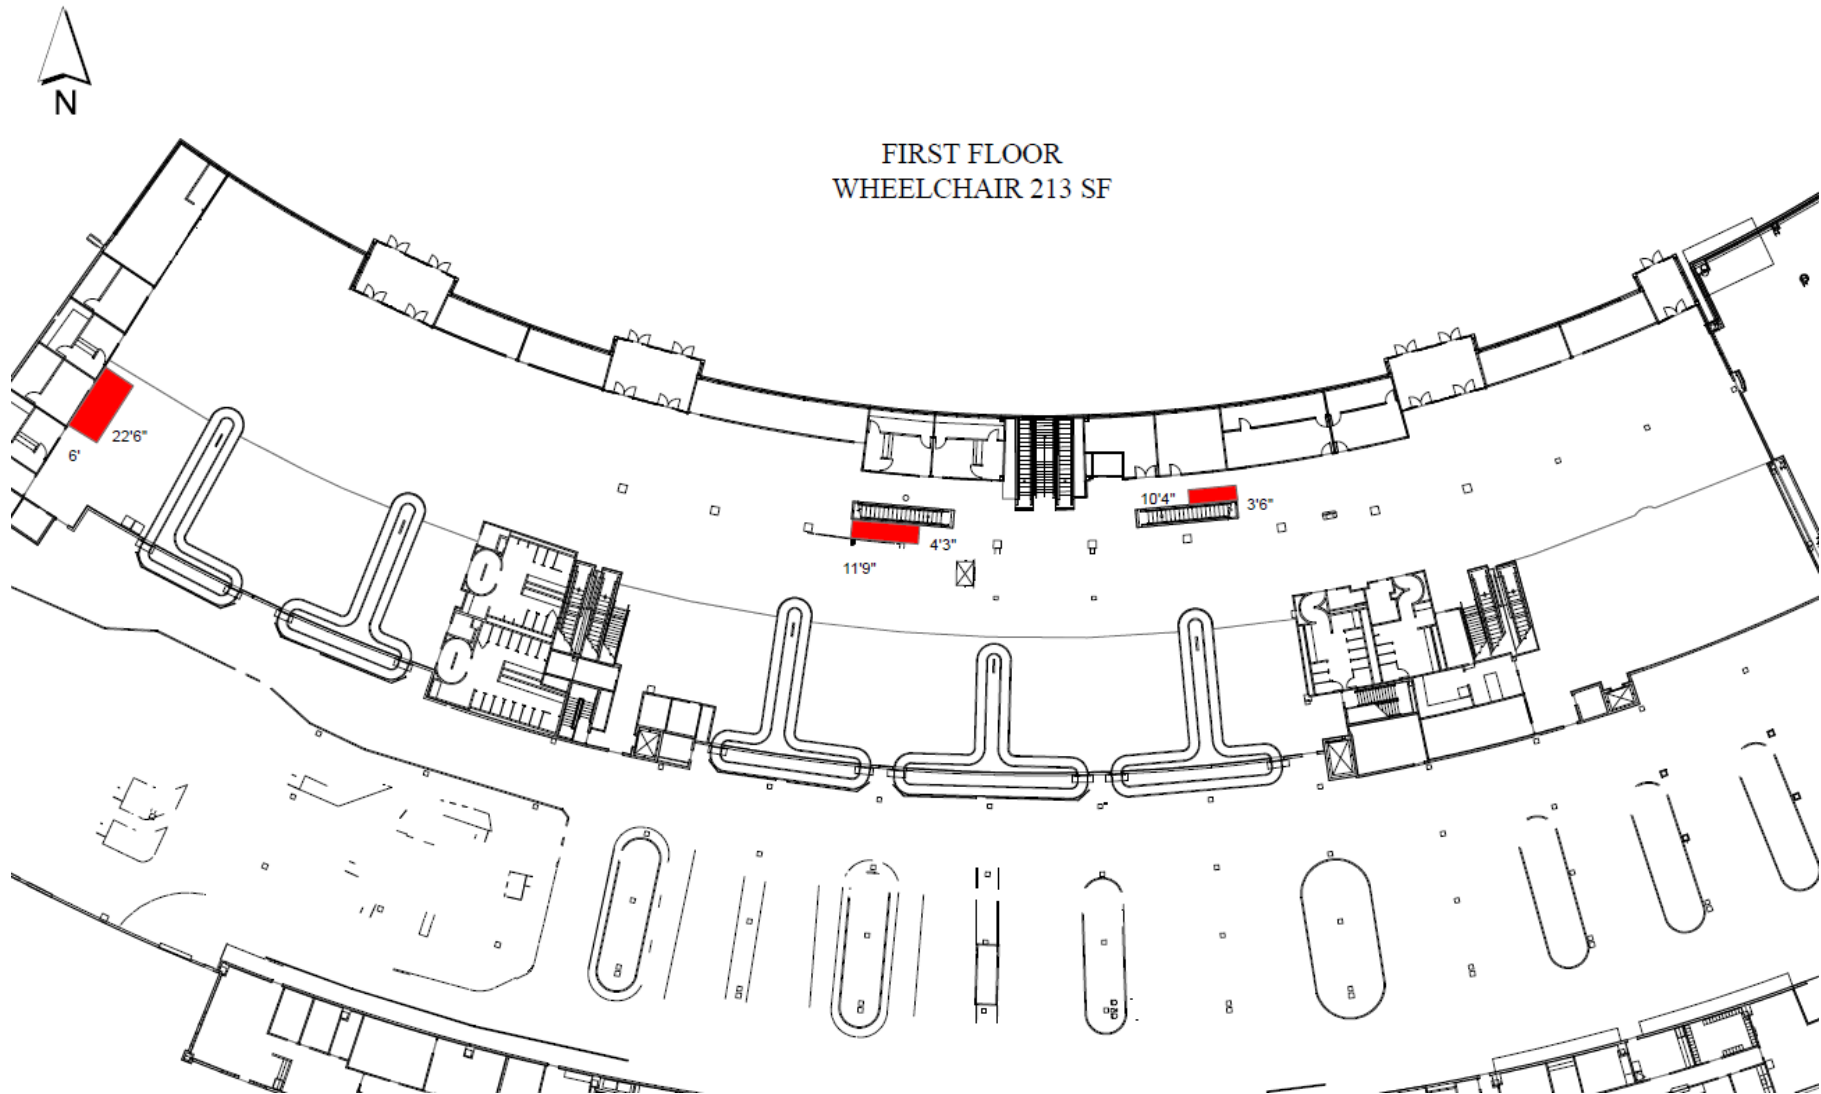 N
FIRST FLOOR
WHEELCHAIR 213 SF
22'6"
6'
10'4"
3'6"
4'3"
11'9"